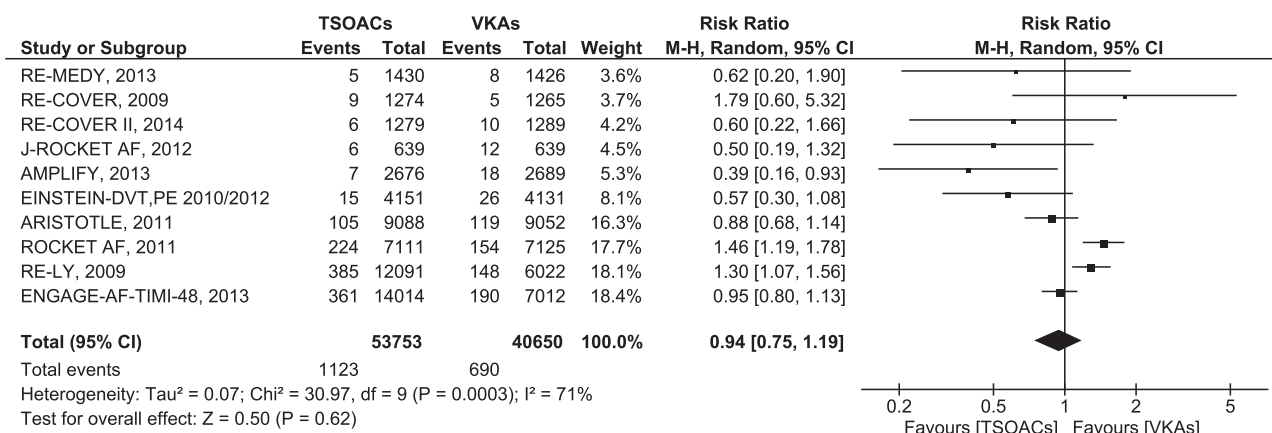 TSOACs VKAs Risk Ratio Risk Ratio
Study or Subgroup Events Total Events Total Weight M-H, Random, 95% CI M-H, Random, 95% CI
RE-MEDY, 2013 5 1430 8 1426 3.6% 0.62 [0.20, 1.90]
RE-COVER, 2009 9 1274 5 1265 3.7% 1.79 [0.60, 5.32]
RE-COVER II, 2014 6 1279 10 1289 4.2% 0.60 [0.22, 1.66]
J-ROCKET AF, 2012 6 639 12 639 4.5% 0.50 [0.19, 1.32]
AMPLIFY, 2013 7 2676 18 2689 5.3% 0.39 [0.16, 0.93]
EINSTEIN-DVT,PE 2010/2012 15 4151 26 4131 8.1% 0.57 [0.30, 1.08]
ARISTOTLE, 2011 105 9088 119 9052 16.3% 0.88 [0.68, 1.14]
ROCKET AF, 2011 224 7111 154 7125 17.7% 1.46 [1.19, 1.78]
RE-LY, 2009 385 12091 148 6022 18.1% 1.30 [1.07, 1.56]
ENGAGE-AF-TIMI-48, 2013 361 14014 190 7012 18.4% 0.95 [0.80, 1.13]
Total (95% CI) 53753 40650 100.0% 0.94 [0.75, 1.19]
Total events 1123 690
Heterogeneity: Tau² = 0.07; Chi² = 30.97, df = 9 (P = 0.0003); I² = 71%
Test for overall effect: Z = 0.50 (P = 0.62)
0.2 0.5 1 2 5
Favours [TSOACs] Favours [VKAs]